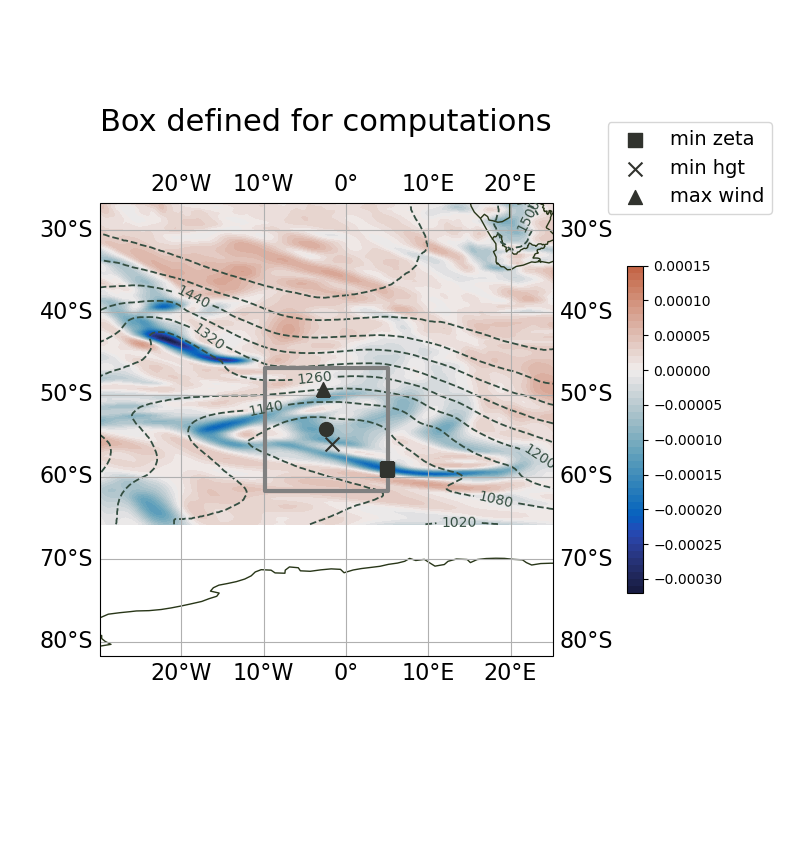 Box defined for computations
min zeta
min hgt
max wind
20°W 10°W 0° 10°E 20°E
30°S 30°S
40°S 40°S
50°S 50°S
60°S 60°S
70°S 70°S
80°S 80°S
20°W 10°W 0° 10°E 20°E
1500
1440
1320
1260
1140
1200
1080
1020
0.00015
0.00010
0.00005
0.00000
−0.00005
−0.00010
−0.00015
−0.00020
−0.00025
−0.00030